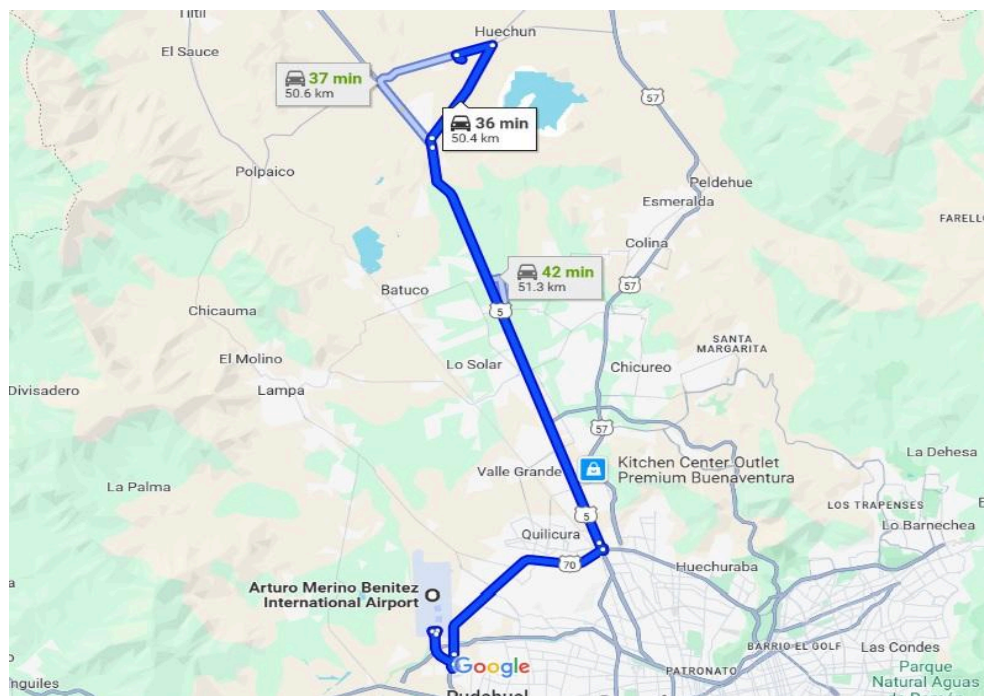 Tiltil
Huechun
El Sauce
37 min
50.6 km
57
36 min
50.4 km
Polpaico
Peldehue
Esmeralda
FARELL
Colina
42 min
51.3 km
57
Batuco
5
Chicauma
SANTA
MARGARITA
El Molino
Lo Solar
Chicureo
Divisadero
Lampa
57
La Dehesa
Valle Grande
Kitchen Center Outlet
Premium Buenaventura
La Palma
LOS TRAPENSES
5
Lo Barnechea
Quilicura
70
Huechuraba
Arturo Merino Benitez
International Airport
BARRIO EL GOLF
Las Condes
Google
PATRONATO
Parque
Natural Aguas
nguiles
Pudahuel